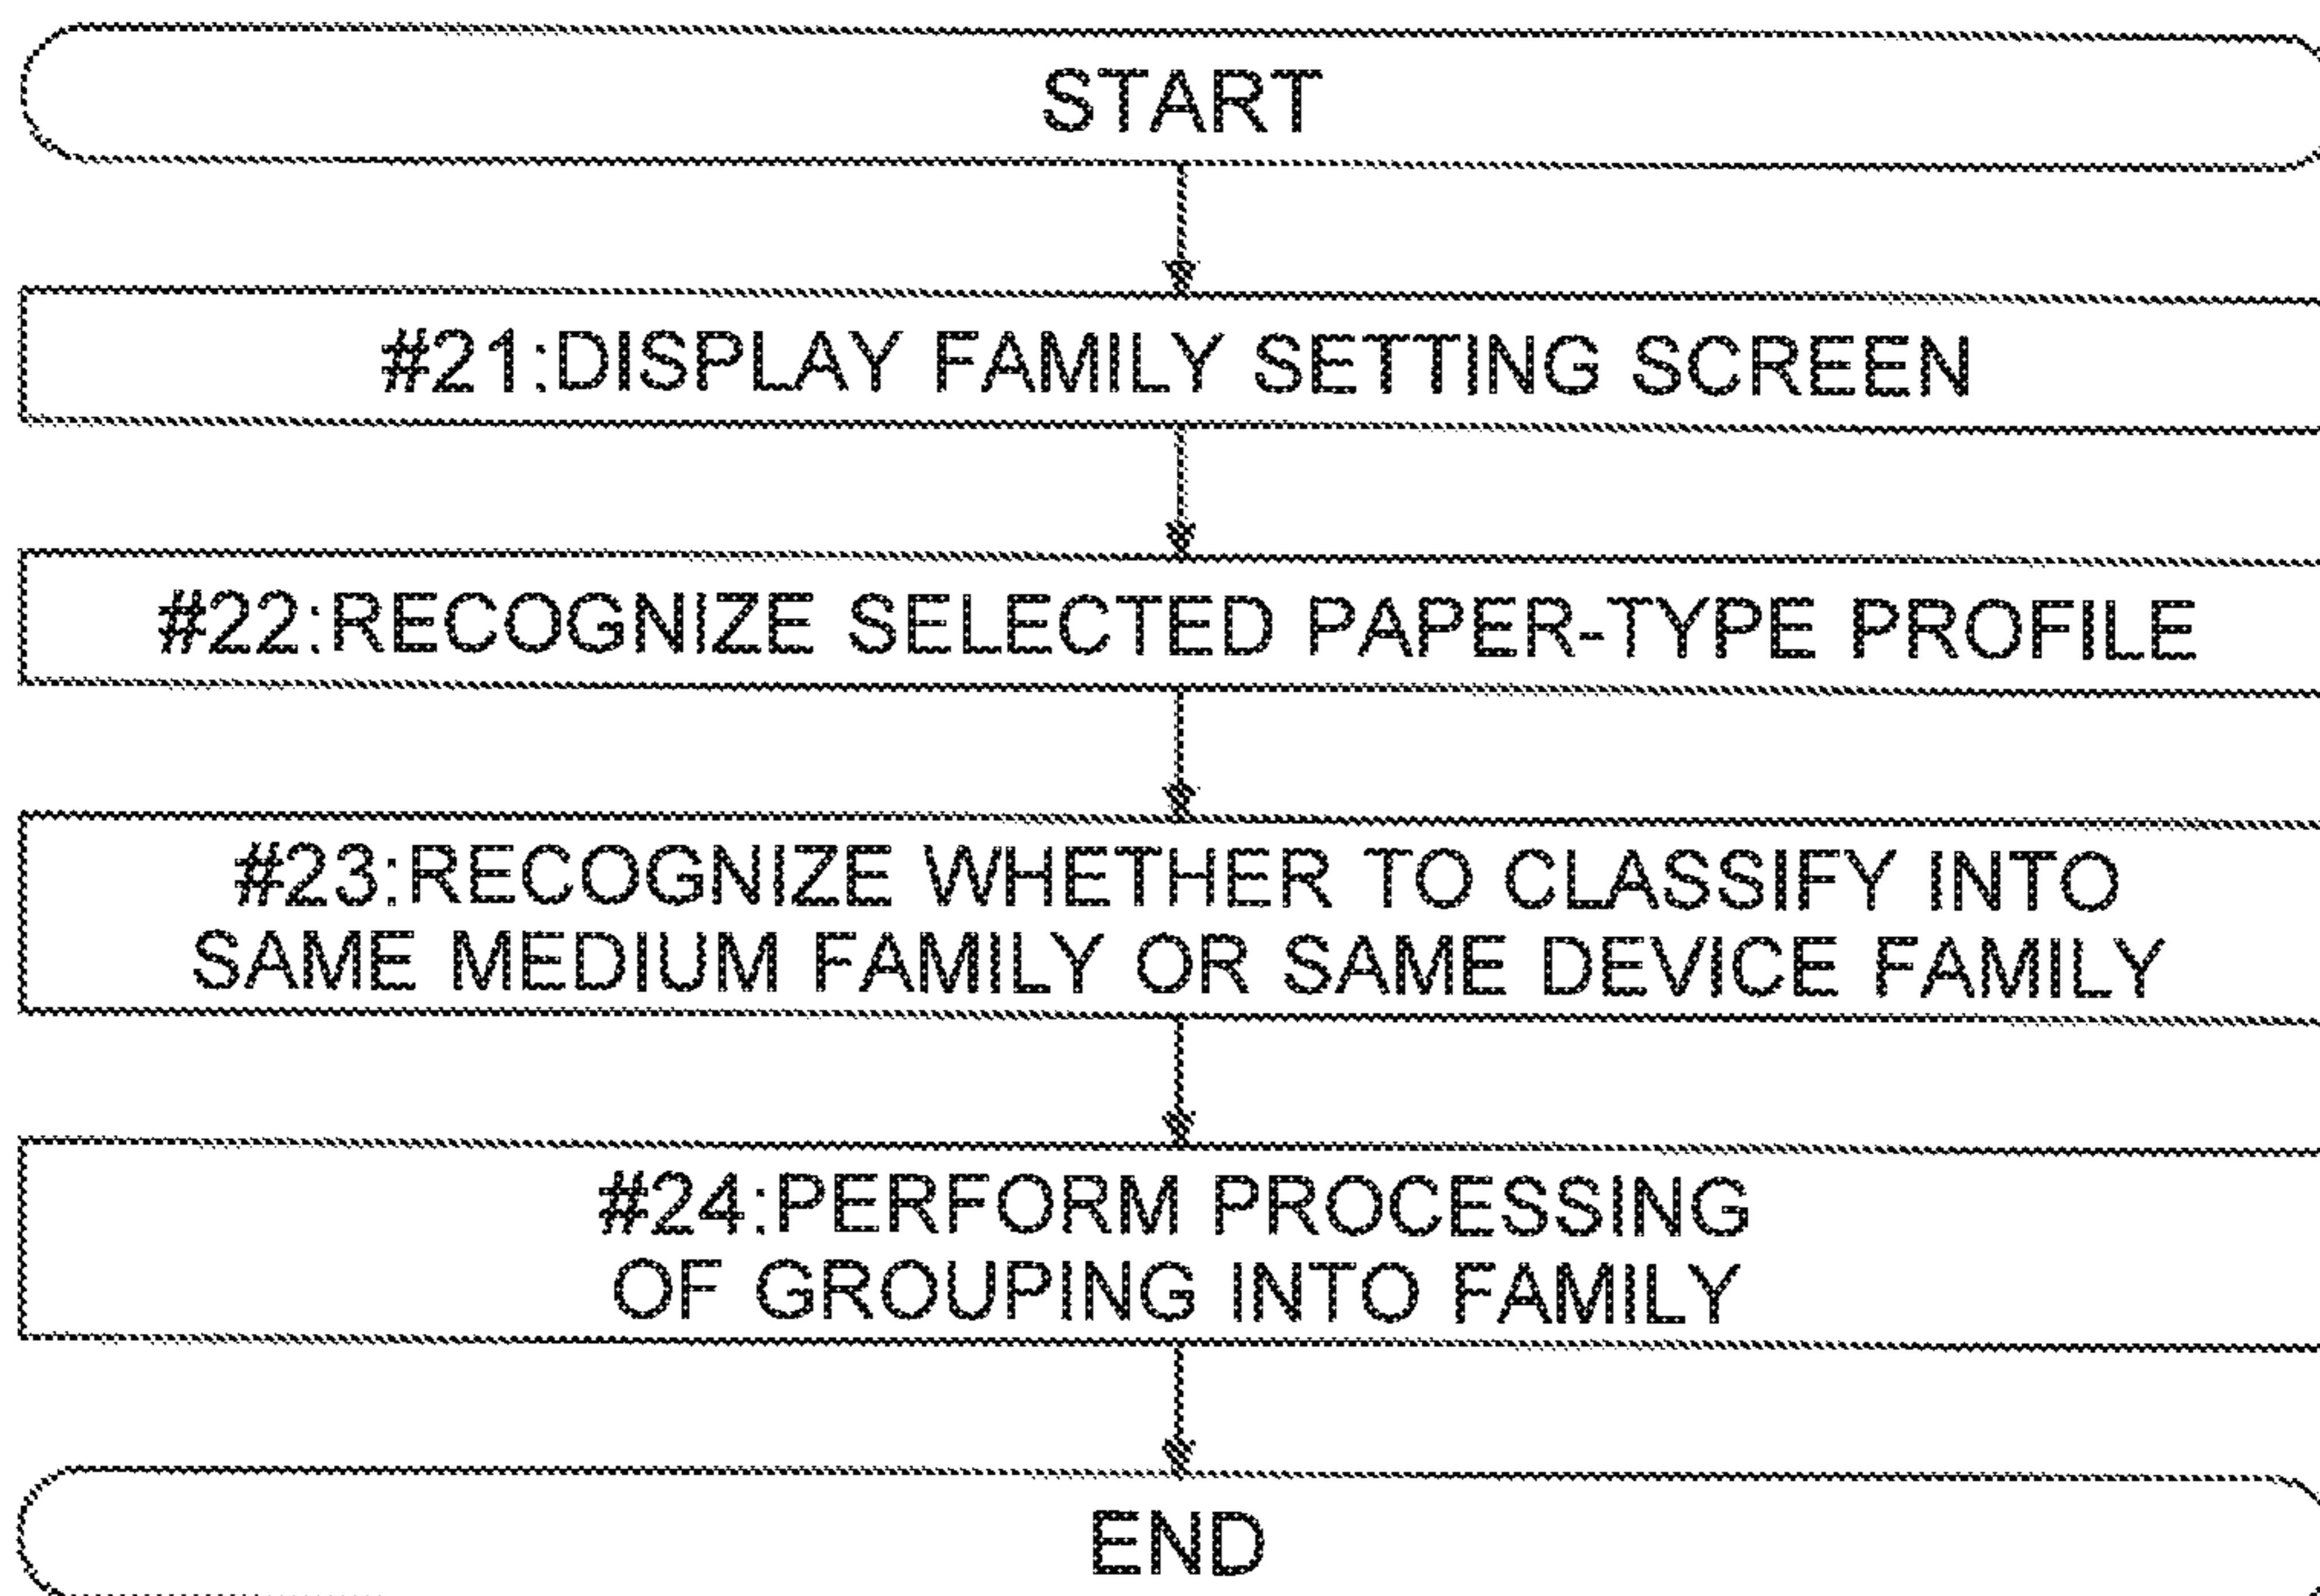 START
#21:DISPLAY FAMILY SETTING SCREEN
#22:RECOGNIZE SELECTED PAPER-TYPE PROFILE
#23:RECOGNIZE WHETHER TO CLASSIFY INTO
SAME MEDIUM FAMILY OR SAME DEVICE FAMILY
#24:PERFORM PROCESSING
OF GROUPING INTO FAMILY
END